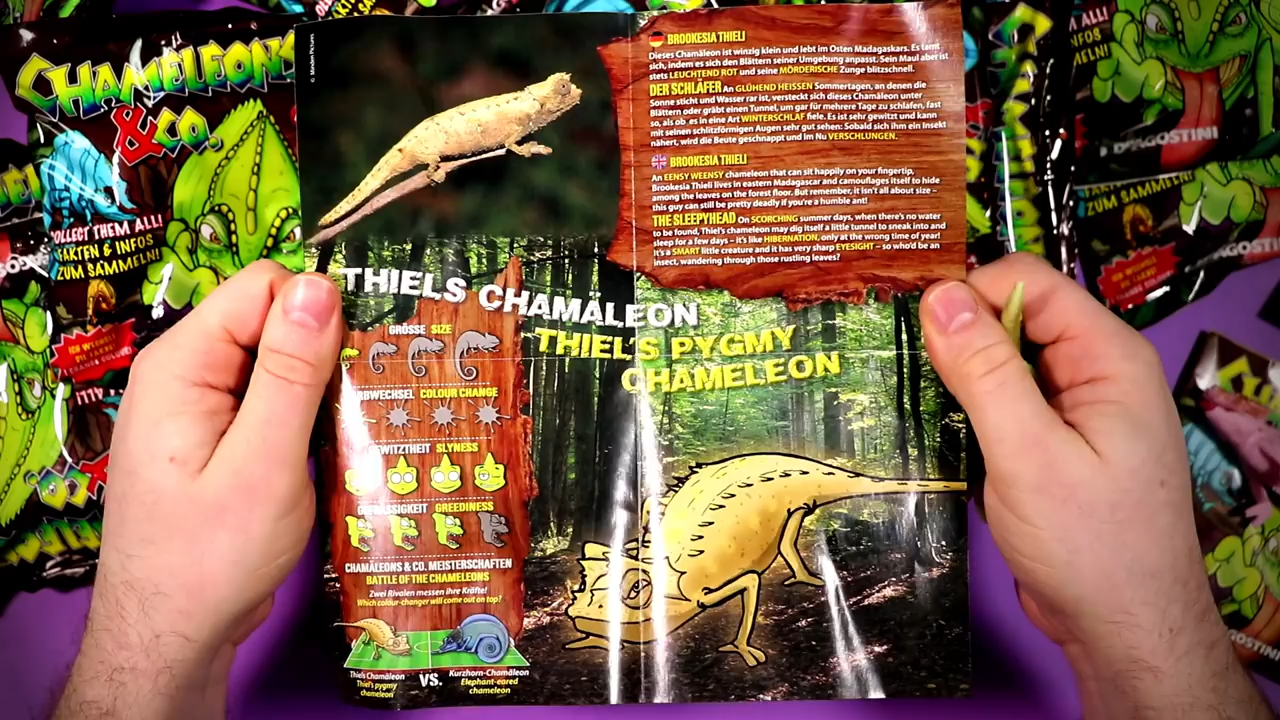 CHAMELEONS
& CO.
COLLECT THEM ALL!
FAKTEN & INFOS
ZUM SAMMELN!
© Minden Pictures
BROOKESIA THIELI
Dieses Chamäleon ist winzig klein und lebt im Osten Madagaskars. Es tarnt
sich, indem es sich den Blättern seiner Umgebung anpasst. Sein Maul aber ist
stets LEUCHTEND ROT und seine MÖRDERISCHE Zunge blitzschnell.
DER SCHLÄFER An GLÜHEND HEISSEN Sommertagen, an denen die
Sonne sticht und Wasser rar ist, versteckt sich dieses Chamäleon unter
Blättern oder gräbt einen Tunnel, um gar für mehrere Tage zu schlafen, fast
so, als ob es in eine Art WINTERSCHLAF fiele. Es ist sehr gewitzt und kann
mit seinen schlitzförmigen Augen sehr gut sehen: Sobald sich ihm ein Insekt
nähert, wird die Beute geschnappt und im Nu VERSCHLUNGEN.
BROOKESIA THIELI
An EENSY WEENSY chameleon that can sit happily on your fingertip,
Brookesia Thieli lives in eastern Madagascar and camouflages itself to hide
among the leaves on the forest floor. But remember, it isn't all about size –
this guy can still be pretty deadly if you're a humble ant!
THE SLEEPYHEAD On SCORCHING summer days, when there's no water
to be found, Thiel's chameleon may dig itself a little tunnel to sneak into and
sleep for a few days – it's like HIBERNATION, only at the wrong time of year!
It's a SMART little creature and it has very sharp EYESIGHT – so who'd be an
insect, wandering through those rustling leaves?
THIELS CHAMÄLEON
THIEL'S PYGMY
CHAMELEON
GRÖSSE SIZE
RBWECHSEL COLOUR CHANGE
EWITZTHEIT SLYNESS
GREEDINESS
CHAMÄLEONS & CO. MEISTERSCHAFTEN
BATTLE OF THE CHAMELEONS
Zwei Rivalen messen ihre Kräfte!
Which colour-changer will come out on top?
Thiels Chamäleon
Thiel's pygmy
chameleon
VS.
Kurzhorn-Chamäleon
Elephant-eared
chameleon
DEAGOSTINI
ZUM SAMMELN!